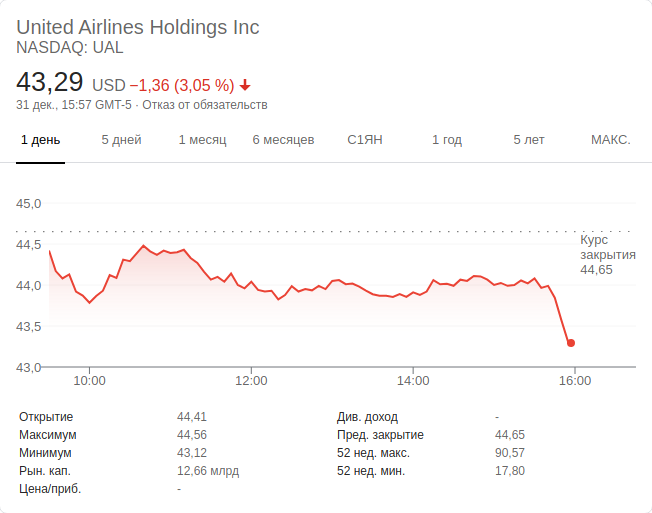 United Airlines Holdings Inc
NASDAQ: UAL
43,29 USD −1,36 (3,05 %)
31 дек., 15:57 GMT-5 · Отказ от обязательств
1 день 5 дней 1 месяц 6 месяцев С1ЯН 1 год 5 лет МАКС.
45,0
44,5
44,0
43,5
43,0
Курс
закрытия
44,65
10:00 12:00 14:00 16:00
Открытие 44,41 Див. доход -
Максимум 44,56 Пред. закрытие 44,65
Минимум 43,12 52 нед. макс. 90,57
Рын. кап. 12,66 млрд 52 нед. мин. 17,80
Цена/приб. -